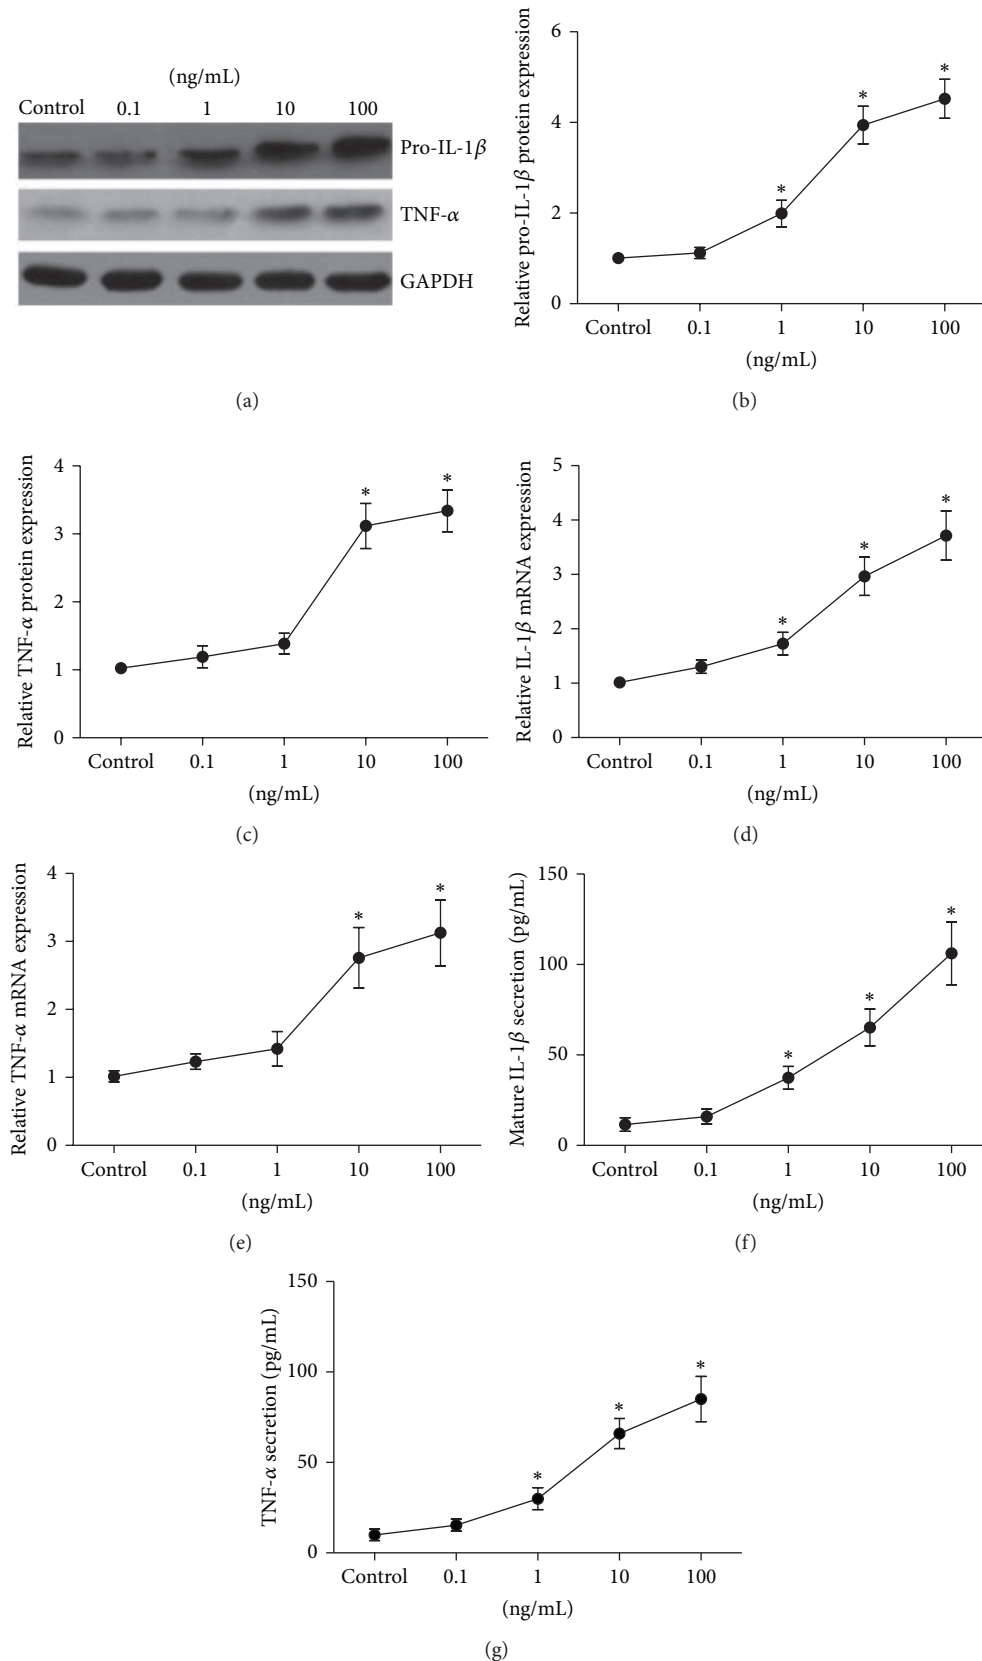 (ng/mL)
Control 0.1 1 10 100
Pro-IL-1β
TNF-α
GAPDH
(a)
Relative pro-IL-1β protein expression
6
4
2
0
* * *
Control 0.1 1 10 100
(ng/mL)
(b)
Relative TNF-α protein expression
4
3
2
1
0
* *
Control 0.1 1 10 100
(ng/mL)
(c)
Relative IL-1β mRNA expression
5
4
3
2
1
0
* * *
Control 0.1 1 10 100
(ng/mL)
(d)
Relative TNF-α mRNA expression
4
3
2
1
0
* *
Control 0.1 1 10 100
(ng/mL)
(e)
Mature IL-1β secretion (pg/mL)
150
100
50
0
* * *
Control 0.1 1 10 100
(ng/mL)
(f)
TNF-α secretion (pg/mL)
150
100
50
0
* * *
Control 0.1 1 10 100
(ng/mL)
(g)